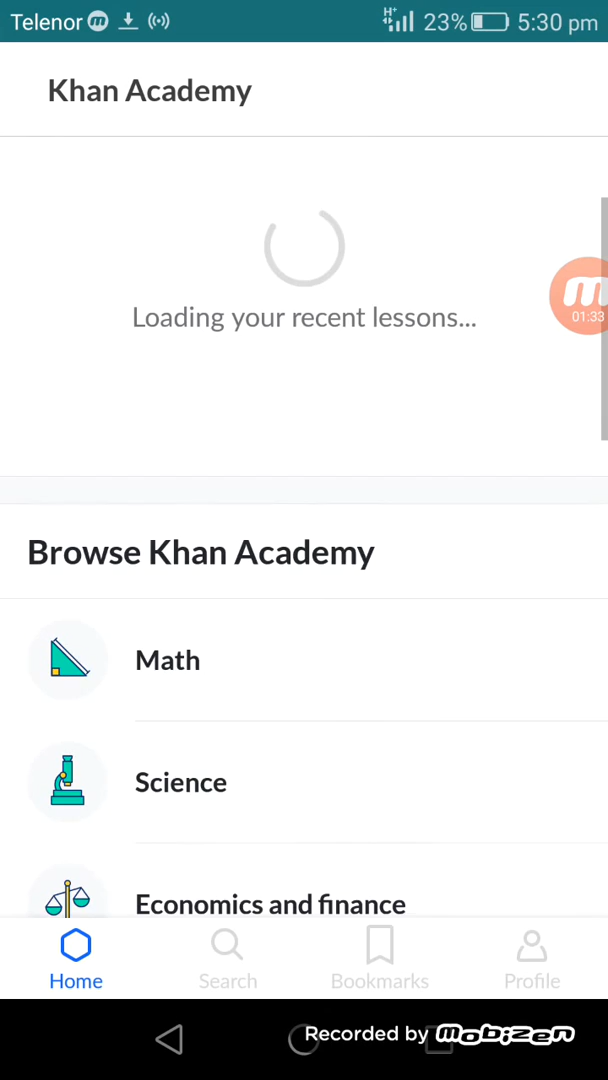 Telenor 23% 5:30 pm
H+
Khan Academy
Loading your recent lessons...
01:33
Browse Khan Academy
Math
Science
Economics and finance
Home Search Bookmarks Profile
Recorded by mobizen